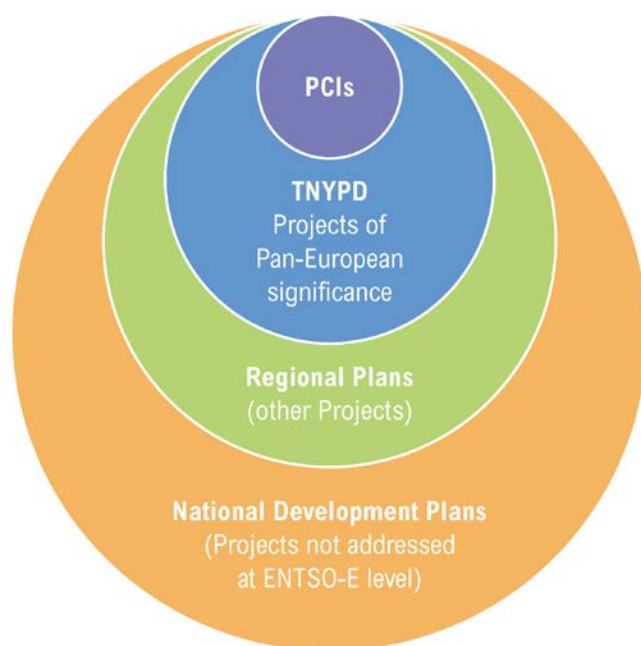 PCIs
TNYPD
Projects of
Pan-European
significance
Regional Plans
(other Projects)
National Development Plans
(Projects not addressed
at ENTSO-E level)